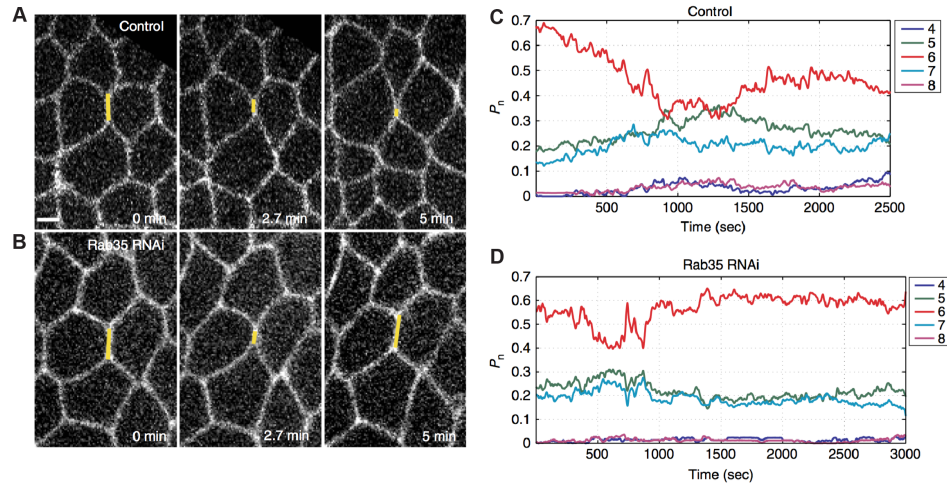 A
Control
0 min
2.7 min
5 min
B
Rab35 RNAi
0 min
2.7 min
5 min
C
Control
0.7
0.6
0.5
0.4
0.3
0.2
0.1
0
Pn
500
1000
1500
2000
2500
Time (sec)
4
5
6
7
8
D
Rab35 RNAi
0.7
0.6
0.5
0.4
0.3
0.2
0.1
0
Pn
500
1000
1500
2000
2500
3000
Time (sec)
4
5
6
7
8